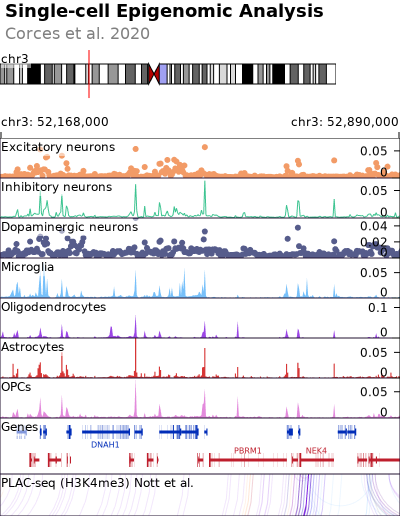 Single-cell Epigenomic Analysis
Corces et al. 2020
chr3
chr3: 52,168,000 chr3: 52,890,000
Excitatory neurons 0.05
0
Inhibitory neurons 0.05
0
Dopaminergic neurons 0.04
0.02
0
Microglia 0.05
0
Oligodendrocytes 0.1
0
Astrocytes 0.05
0
OPCs 0.05
0
Genes
DNAH1
PBRM1 NEK4
PLAC-seq (H3K4me3) Nott et al.